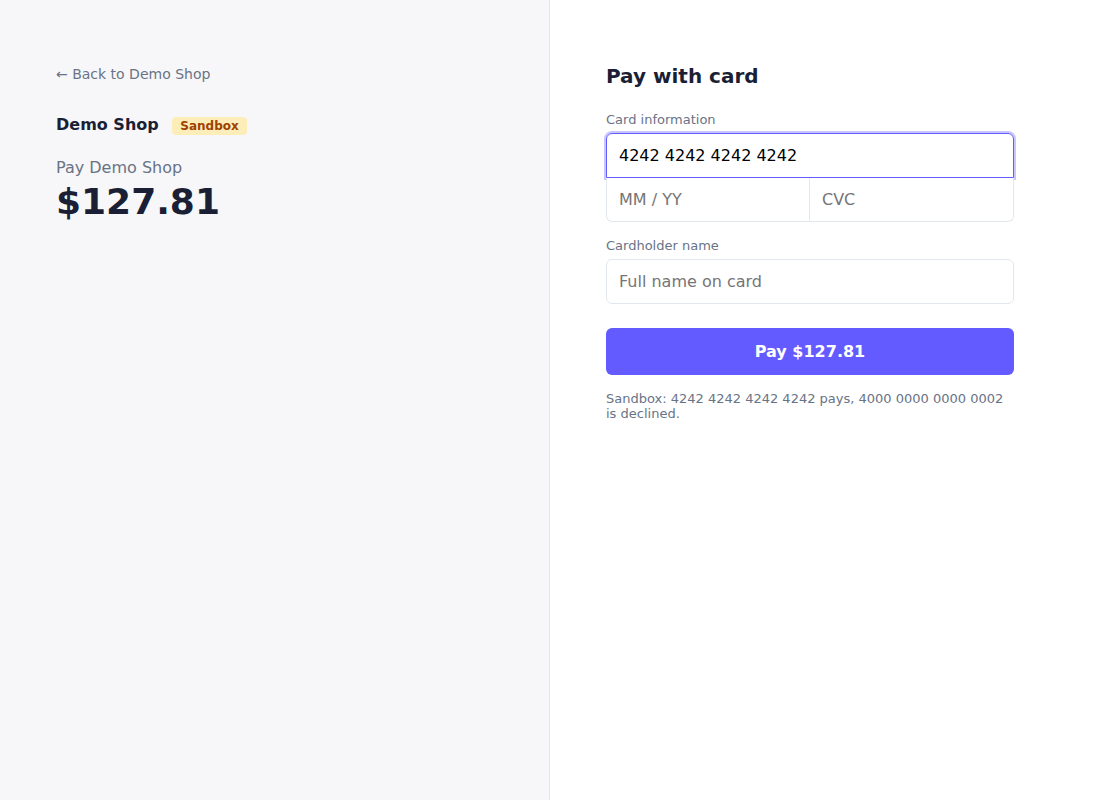 ← Back to Demo Shop
Demo Shop Sandbox
Pay Demo Shop
$127.81
Pay with card
Card information
4242 4242 4242 4242
MM / YY CVC
Cardholder name
Full name on card
Pay $127.81
Sandbox: 4242 4242 4242 4242 pays, 4000 0000 0000 0002
is declined.